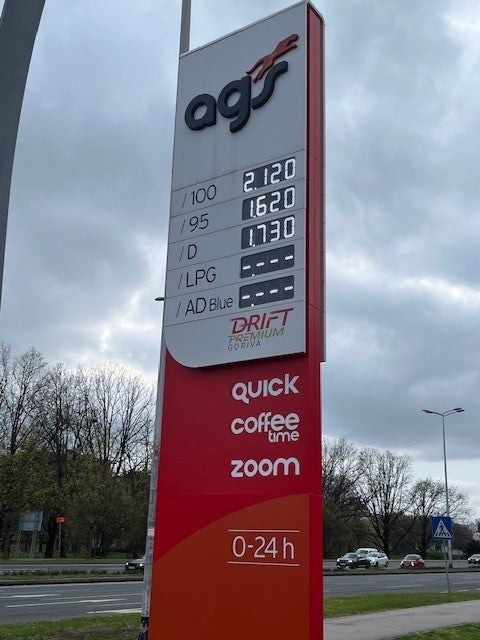 ags
/ 100 2.120
/ 95 1.620
/ D 1.730
/ LPG -.---
/ AD Blue -.---
DRIFT
PREMIUM
GORIVA
QUICK
coffee
time
zoom
0-24 h